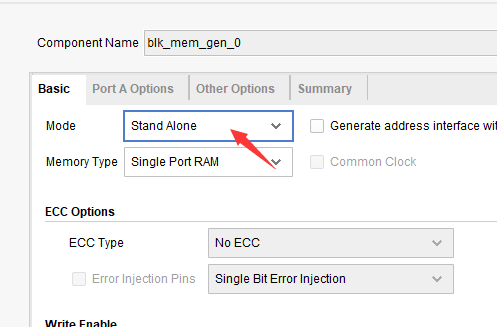 Component Name blk_mem_gen_0
Basic Port A Options Other Options Summary
Mode Stand Alone Generate address interface
Memory Type Single Port RAM Common Clock
ECC Options
ECC Type No ECC
Error Injection Pins Single Bit Error Injection
Write Enable